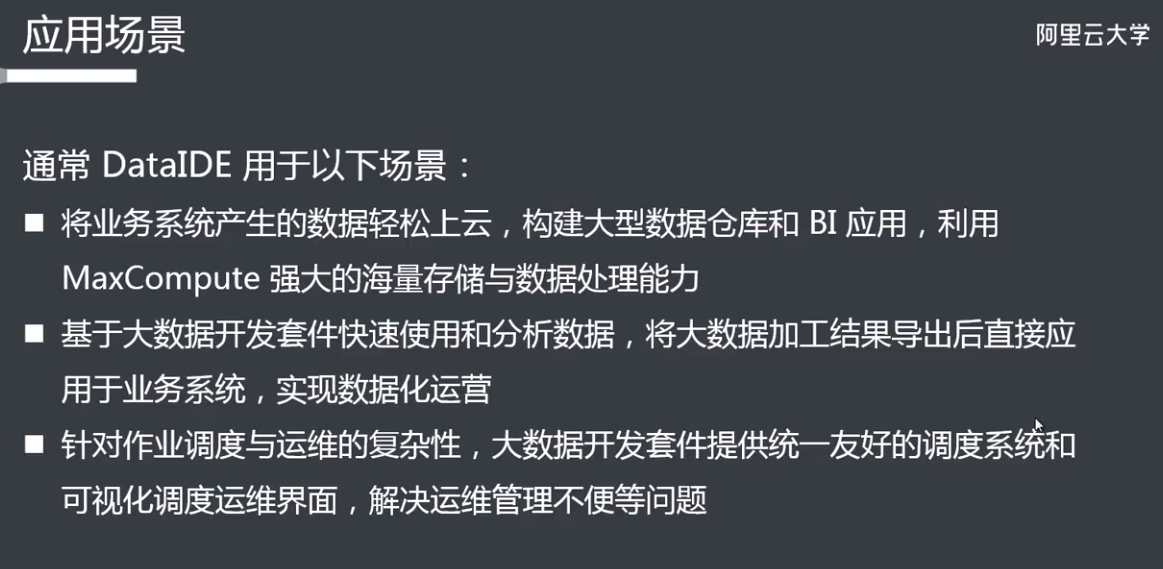 应用场景
阿里云大学
通常 DataIDE 用于以下场景：
■ 将业务系统产生的数据轻松上云，构建大型数据仓库和 BI 应用，利用
MaxCompute 强大的海量存储与数据处理能力
■ 基于大数据开发套件快速使用和分析数据，将大数据加工结果导出后直接应
用于业务系统，实现数据化运营
■ 针对作业调度与运维的复杂性，大数据开发套件提供统一友好的调度系统和
可视化调度运维界面，解决运维管理不便等问题